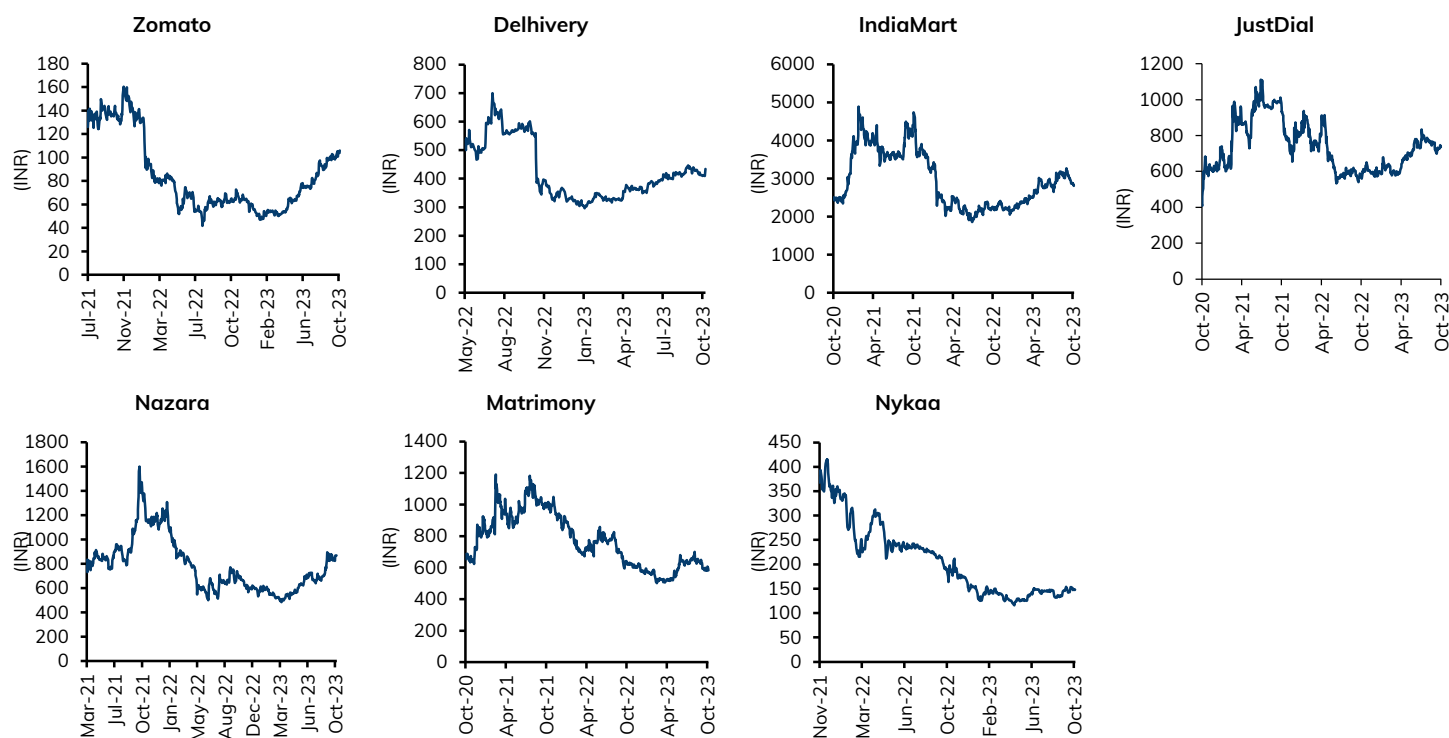 Zomato
180
160
140
120
100
80
60
40
20
0
(INR)
Jul-21
Nov-21
Mar-22
Jul-22
Oct-22
Feb-23
Jun-23
Oct-23
Delhivery
800
700
600
500
400
300
200
100
0
(INR)
May-22
Aug-22
Nov-22
Jan-23
Apr-23
Jul-23
Oct-23
IndiaMart
6000
5000
4000
3000
2000
1000
0
(INR)
Oct-20
Apr-21
Oct-21
Apr-22
Oct-22
Apr-23
Oct-23
JustDial
1200
1000
800
600
400
200
0
(INR)
Oct-20
Apr-21
Oct-21
Apr-22
Oct-22
Apr-23
Oct-23
Nazara
1800
1600
1400
1200
1000
800
600
400
200
0
(INR)
Mar-21
Jul-21
Oct-21
Jan-22
May-22
Aug-22
Dec-22
Mar-23
Jun-23
Oct-23
Matrimony
1400
1200
1000
800
600
400
200
0
(INR)
Oct-20
Apr-21
Oct-21
Apr-22
Oct-22
Apr-23
Oct-23
Nykaa
450
400
350
300
250
200
150
100
50
0
(INR)
Nov-21
Mar-22
Jun-22
Oct-22
Feb-23
Jun-23
Oct-23